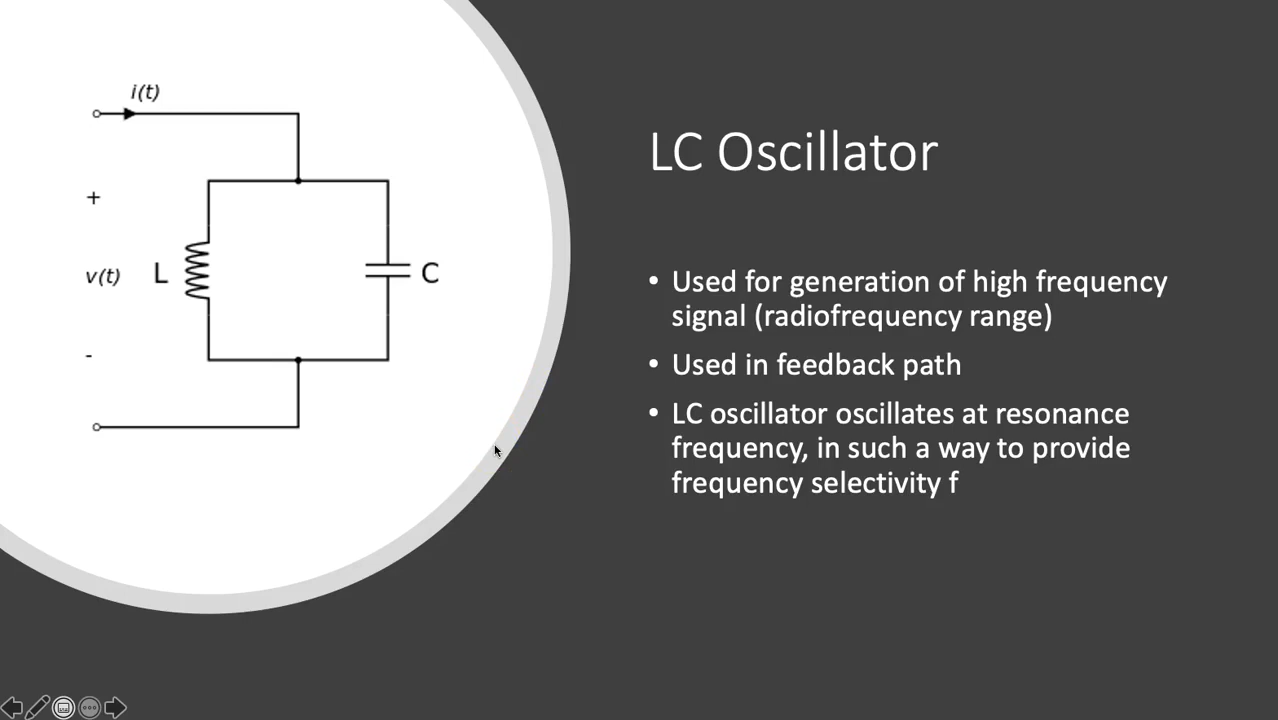 i(t)
+
v(t)
L
C
-
LC Oscillator
• Used for generation of high frequency
signal (radiofrequency range)
• Used in feedback path
• LC oscillator oscillates at resonance
frequency, in such a way to provide
frequency selectivity f